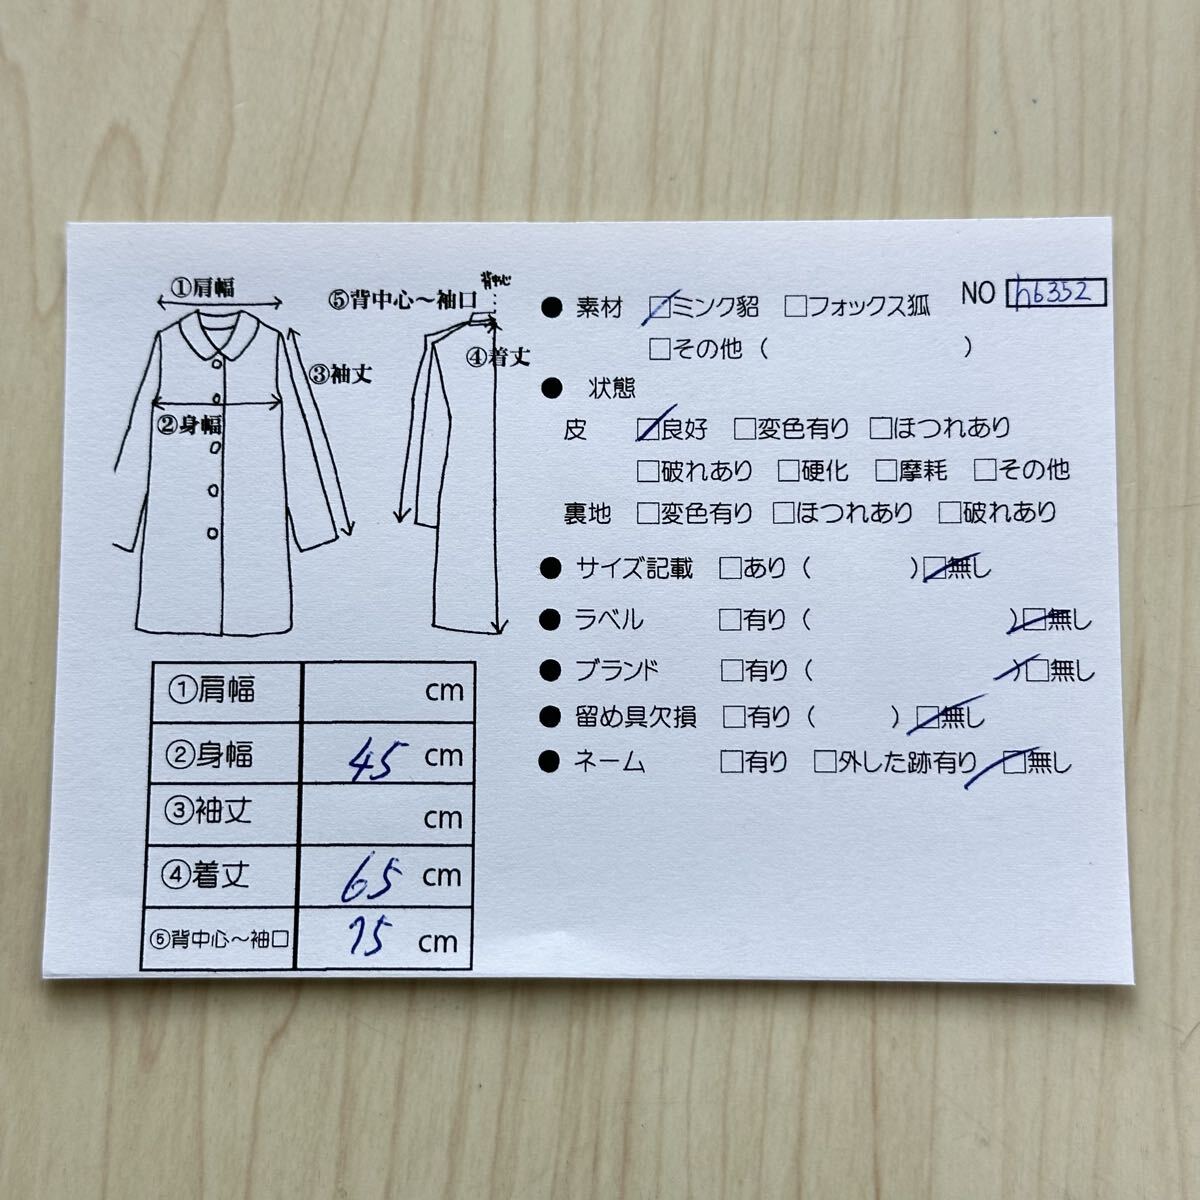 ①肩幅
⑤背中心～袖口
背中心
④着丈
③袖丈
②身幅
NO h6352
● 素材 ☑ミンク貂 □フォックス狐
□その他 ( )
● 状態
皮 ☑良好 □変色有り □ほつれあり
□破れあり □硬化 □摩耗 □その他
裏地 □変色有り □ほつれあり □破れあり
● サイズ記載 □あり ( ) ☑無し
● ラベル □有り ( ) ☑無し
● ブランド □有り ( ) ☑無し
● 留め具欠損 □有り ( ) ☑無し
● ネーム □有り □外した跡有り ☑無し
①肩幅 cm
②身幅 45 cm
③袖丈 cm
④着丈 65 cm
⑤背中心～袖口 75 cm